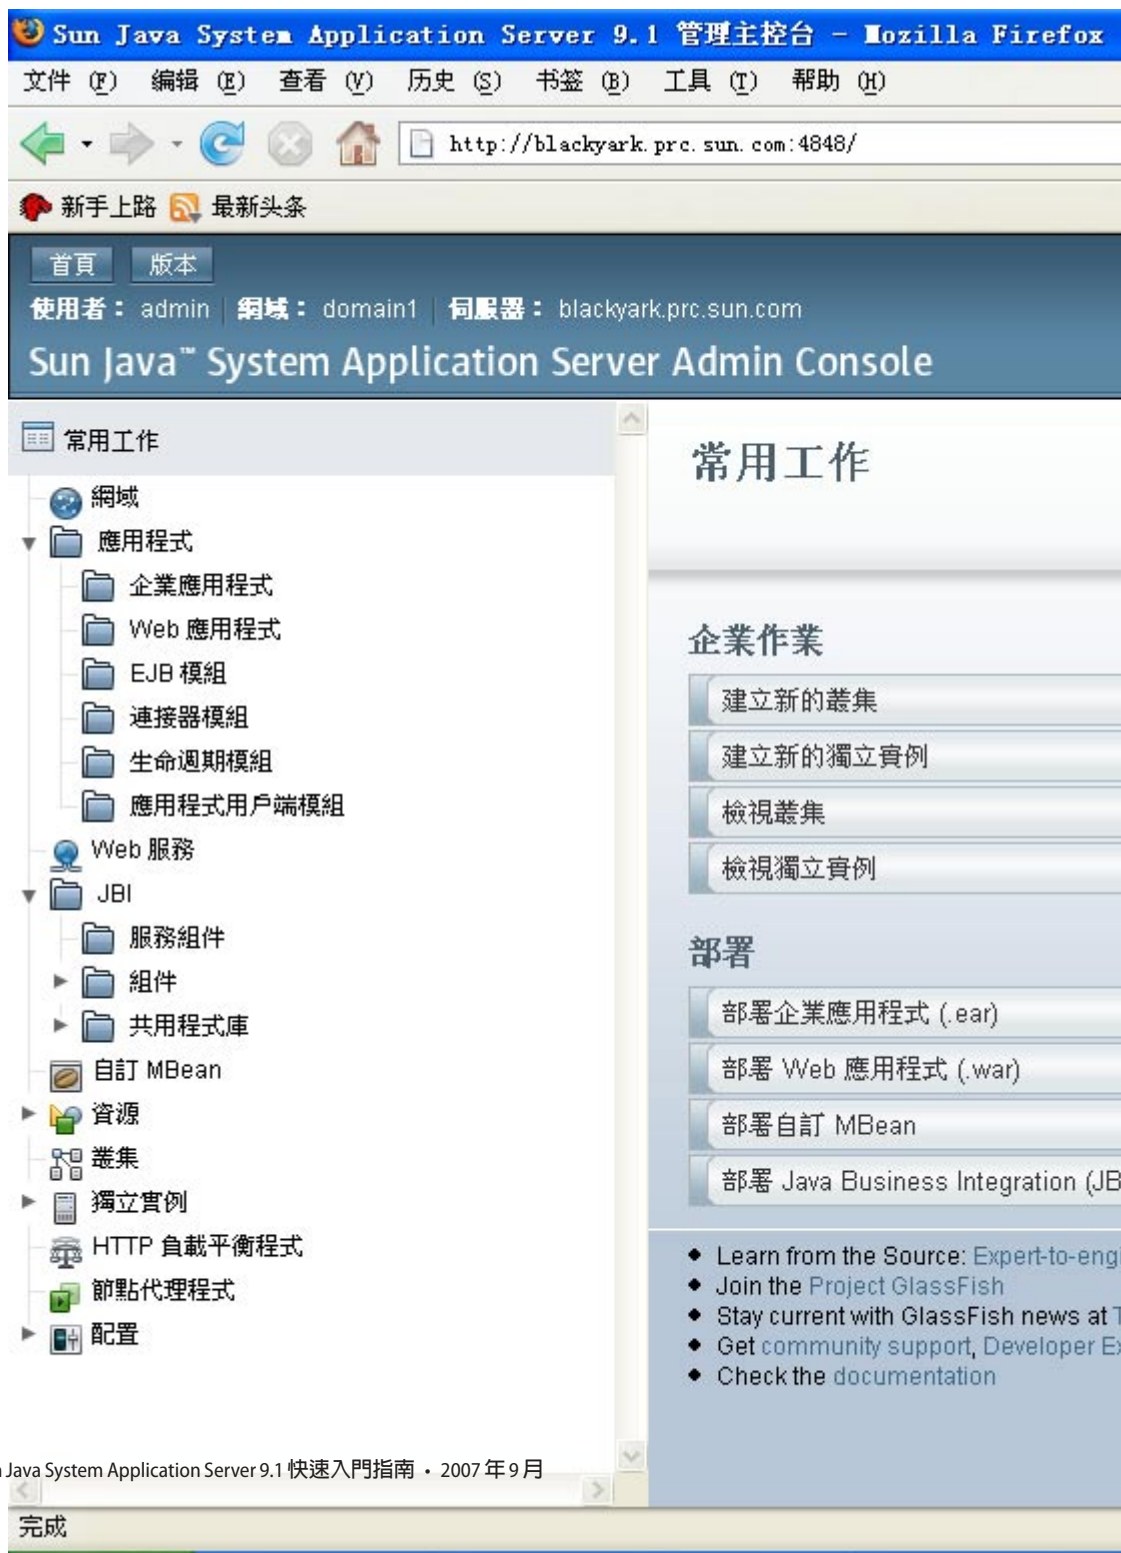 Sun Java System Application Server 9.1 管理主控台 - Mozilla Firefox
文件 (F) 编辑 (E) 查看 (V) 历史 (S) 书签 (B) 工具 (T) 帮助 (H)
http://blackyark.prc.sun.com:4848/
新手上路 最新头条
首頁 版本
使用者： admin 網域： domain1 伺服器： blackyark.prc.sun.com
Sun Java™ System Application Server Admin Console
常用工作
網域
應用程式
企業應用程式
Web 應用程式
EJB 模組
連接器模組
生命週期模組
應用程式用戶端模組
Web 服務
JBI
服務組件
組件
共用程式庫
自訂 MBean
資源
叢集
獨立實例
HTTP 負載平衡程式
節點代理程式
配置
常用工作
企業作業
建立新的叢集
建立新的獨立實例
檢視叢集
檢視獨立實例
部署
部署企業應用程式 (.ear)
部署 Web 應用程式 (.war)
部署自訂 MBean
部署 Java Business Integration (JB
Learn from the Source: Expert-to-eng
Join the Project GlassFish
Stay current with GlassFish news at T
Get community support, Developer Ex
Check the documentation
Java System Application Server 9.1 快速入門指南 • 2007 年 9 月
完成